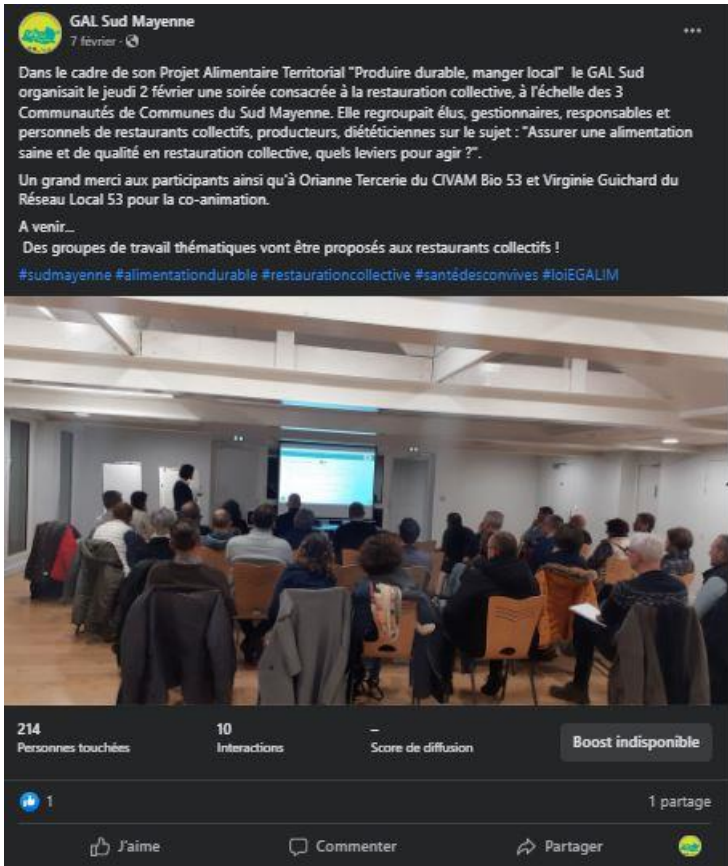 GAL Sud Mayenne
7 février ·
Dans le cadre de son Projet Alimentaire Territorial "Produire durable, manger local" le GAL Sud
organisait le jeudi 2 février une soirée consacrée à la restauration collective, à l'échelle des 3
Communautés de Communes du Sud Mayenne. Elle regroupait élus, gestionnaires, responsables et
personnels de restaurants collectifs, producteurs, diététiciennes sur le sujet : "Assurer une alimentation
saine et de qualité en restauration collective, quels leviers pour agir ?".
Un grand merci aux participants ainsi qu'à Orianne Tercerie du CIVAM Bio 53 et Virginie Guichard du
Réseau Local 53 pour la co-animation.
A venir...
Des groupes de travail thématiques vont être proposés aux restaurants collectifs !
#sudmayenne #alimentationdurable #restaurationcollective #santédesconvives #loiEGALIM
214 10 –
Personnes touchées Interactions Score de diffusion Boost indisponible
1 1 partage
J'aime Commenter Partager